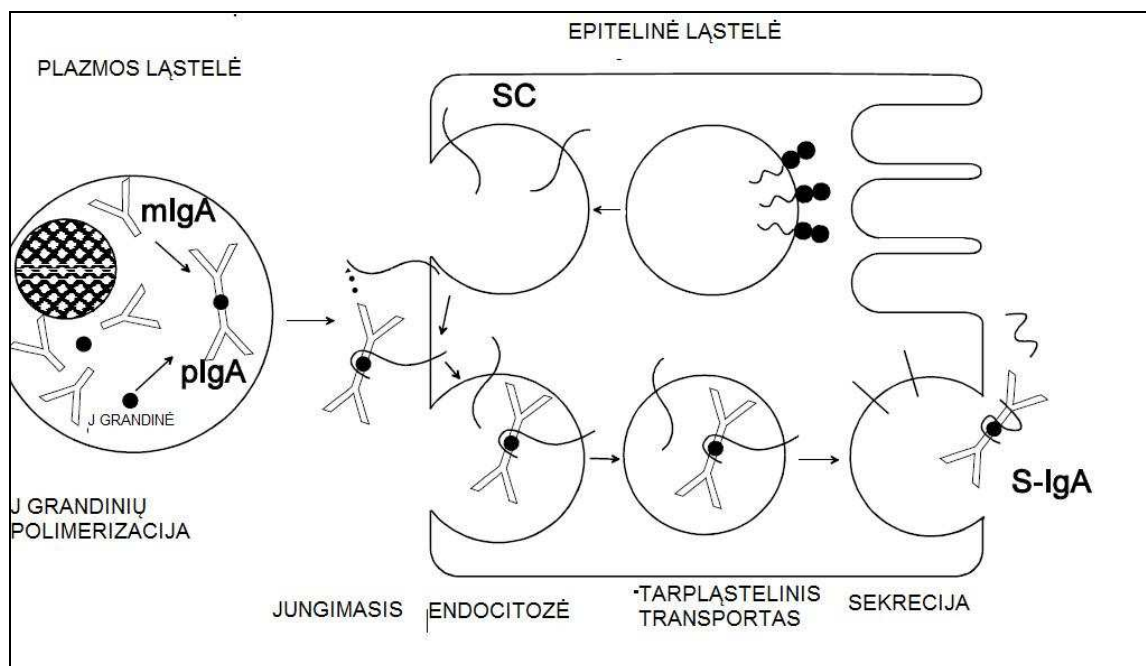 EPITELINĖ LĄSTELĖ
PLAZMOS LĄSTELĖ
SC
mIgA
pIgA
J GRANDINĖ
S-IgA
J GRANDINIŲ
POLIMERIZACIJA
JUNGIMASIS
ENDOCITOZĖ
TARPLĄSTELINIS
TRANSPORTAS
SEKRECIJA